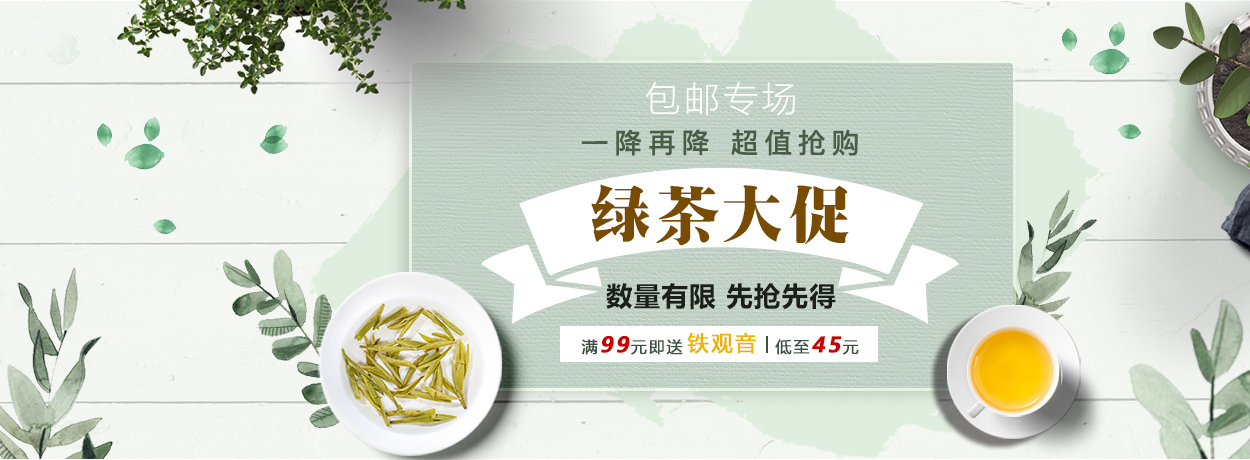 包邮专场
一降再降 超值抢购
绿茶大促
数量有限 先抢先得
满99元即送 铁观音 | 低至45元